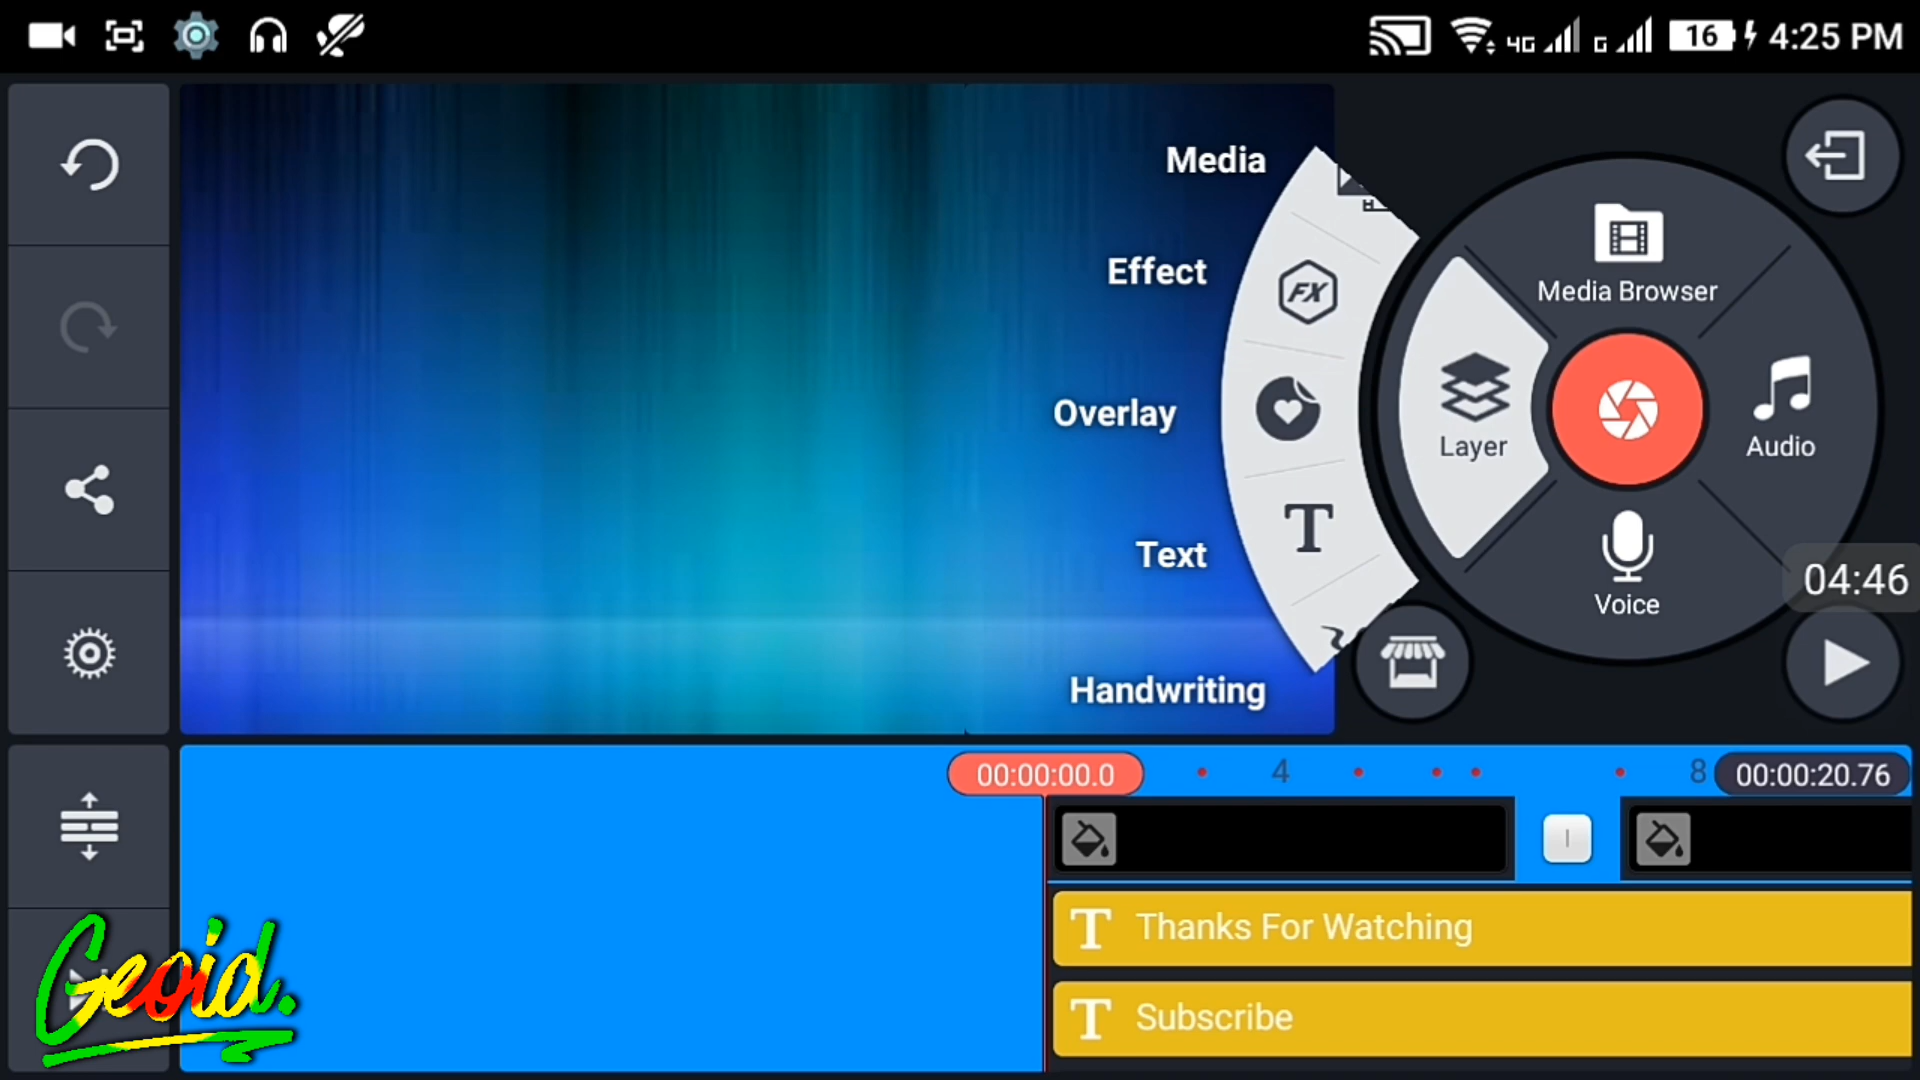 4G
G
16
4:25 PM
Media
Effect
FX
Overlay
Text
Handwriting
Media Browser
Layer
Audio
Voice
04:46
00:00:00.0
4
8
00:00:20.76
T Thanks For Watching
T Subscribe
Geoid.